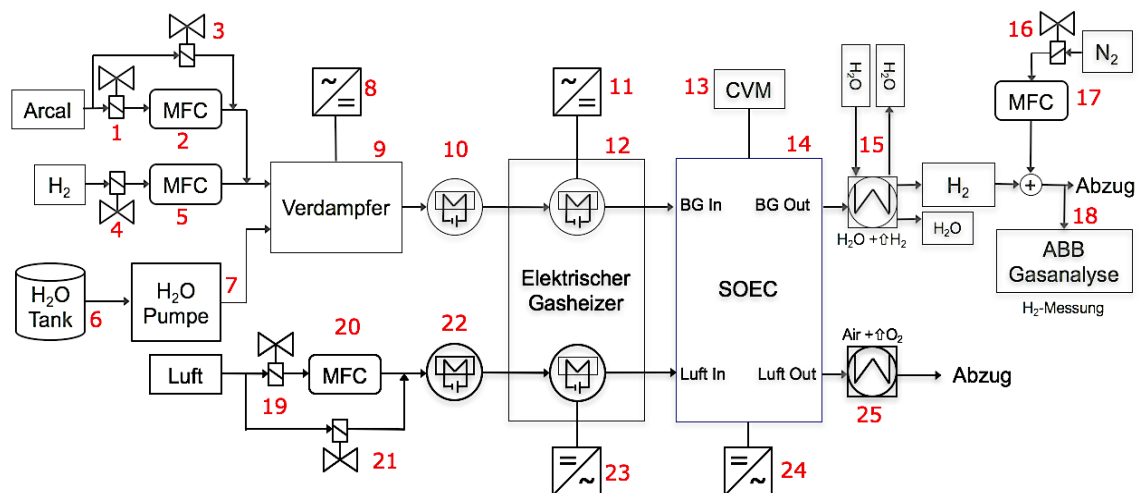 3
16
N₂
~
=
8
~
=
11
13
CVM
H₂O
H₂O
Arcal
1
MFC
2
MFC
17
9
10
12
14
15
H₂
4
MFC
5
Verdampfer
BG In
BG Out
H₂
+
Abzug
H₂O +⇧H₂
H₂O
18
H₂O
Tank
6
H₂O
Pumpe
7
Elektrischer
Gasheizer
SOEC
ABB
Gasanalyse
H₂-Messung
20
22
Luft
19
MFC
Luft In
Luft Out
Air +⇧O₂
Abzug
25
21
=
~
23
=
~
24